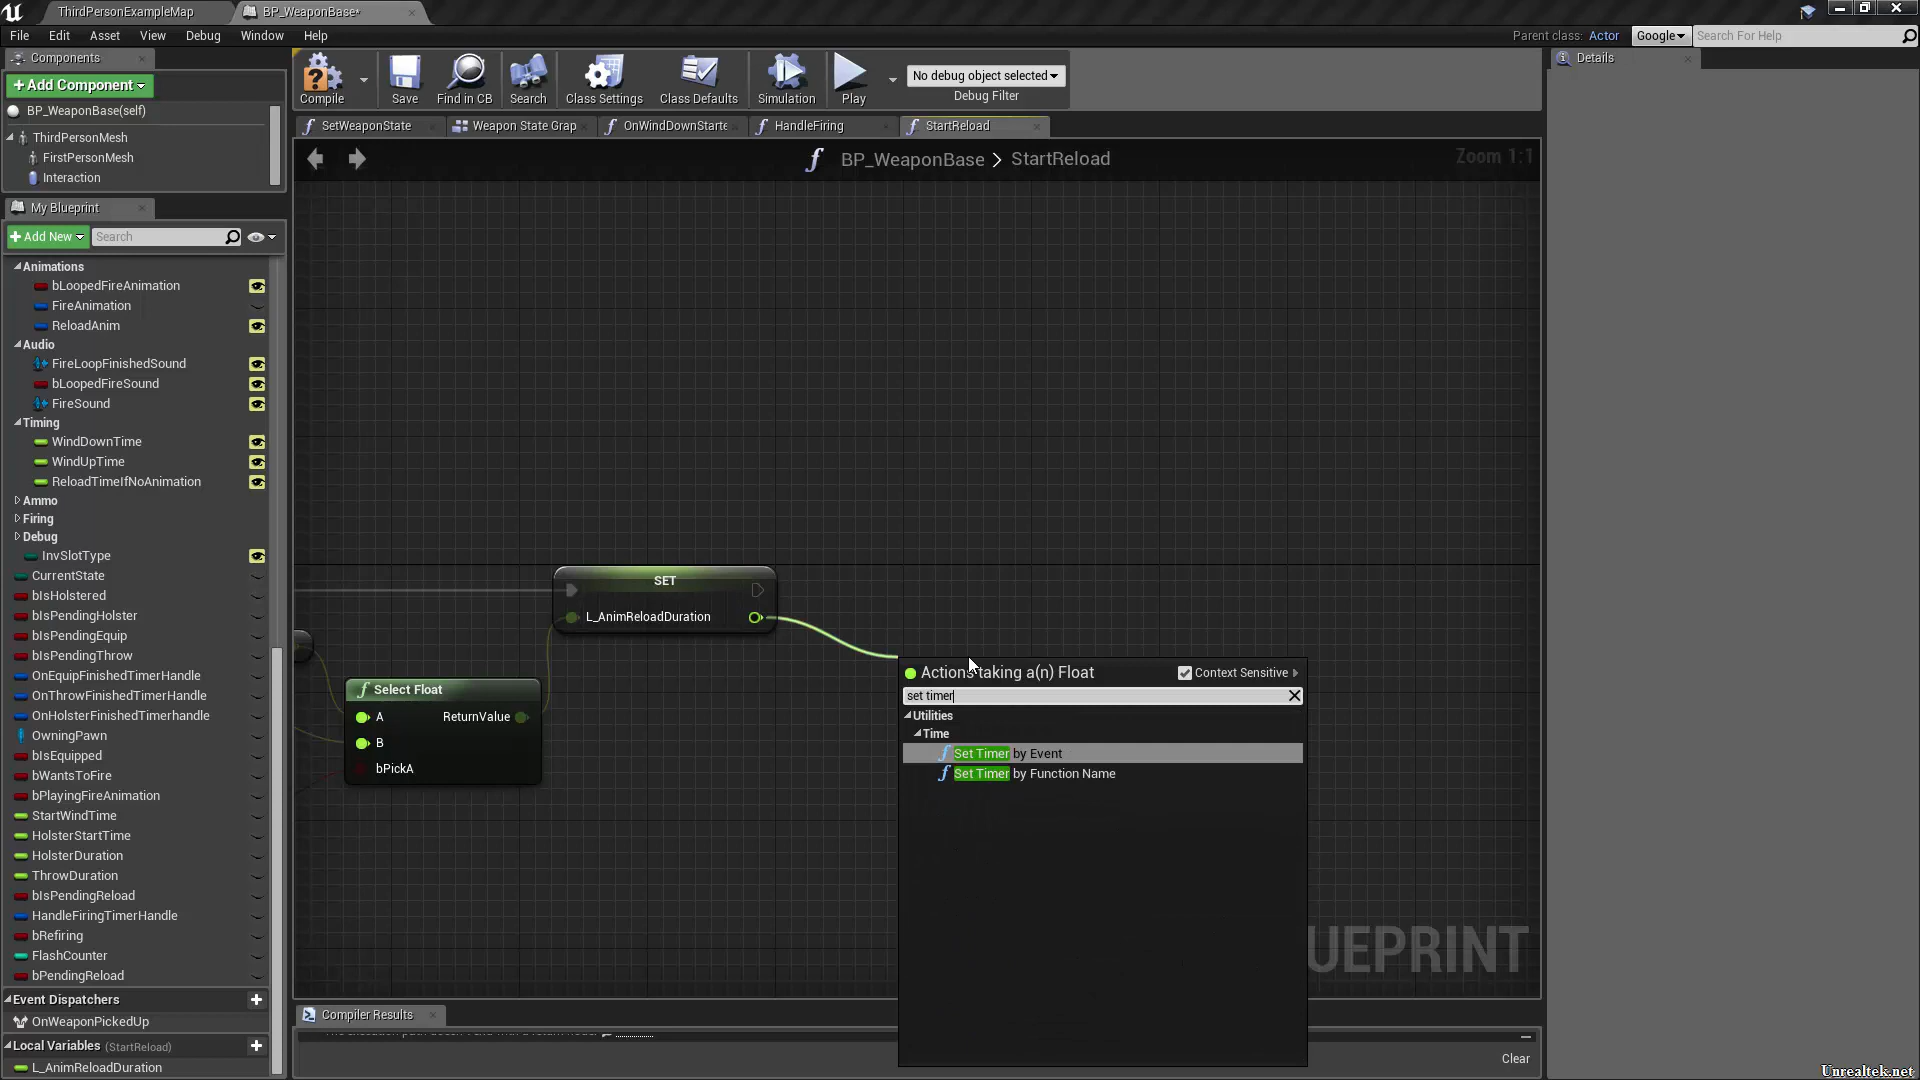 ThirdPersonExampleMap
BP_WeaponBase*
File Edit Asset View Debug Window Help
Parent class: Actor
Google
Search For Help
Components
+ Add Component
BP_WeaponBase(self)
ThirdPersonMesh
FirstPersonMesh
Interaction
My Blueprint
+ Add New
Search
Animations
bLoopedFireAnimation
FireAnimation
ReloadAnim
Audio
FireLoopFinishedSound
bLoopedFireSound
FireSound
Timing
WindDownTime
WindUpTime
ReloadTimeIfNoAnimation
Ammo
Firing
Debug
InvSlotType
CurrentState
bIsHolstered
bIsPendingHolster
bIsPendingEquip
bIsPendingThrow
OnEquipFinishedTimerHandle
OnThrowFinishedTimerHandle
OnHolsterFinishedTimerhandle
OwningPawn
bIsEquipped
bWantsToFire
bPlayingFireAnimation
StartWindTime
HolsterStartTime
HolsterDuration
ThrowDuration
bIsPendingReload
HandleFiringTimerHandle
bRefiring
FlashCounter
bPendingReload
Event Dispatchers
OnWeaponPickedUp
Local Variables (StartReload)
L_AnimReloadDuration
Compile
Save
Find in CB
Search
Class Settings
Class Defaults
Simulation
Play
No debug object selected
Debug Filter
SetWeaponState
Weapon State Grap
OnWindDownStarte
HandleFiring
StartReload
BP_WeaponBase > StartReload
Zoom 1:1
SET
L_AnimReloadDuration
Select Float
A ReturnValue
B
bPickA
Actions taking a(n) Float
Context Sensitive
set timer
Utilities
Time
Set Timer by Event
Set Timer by Function Name
UEPRINT
Compiler Results
Clear
Details
Unrealtek.net